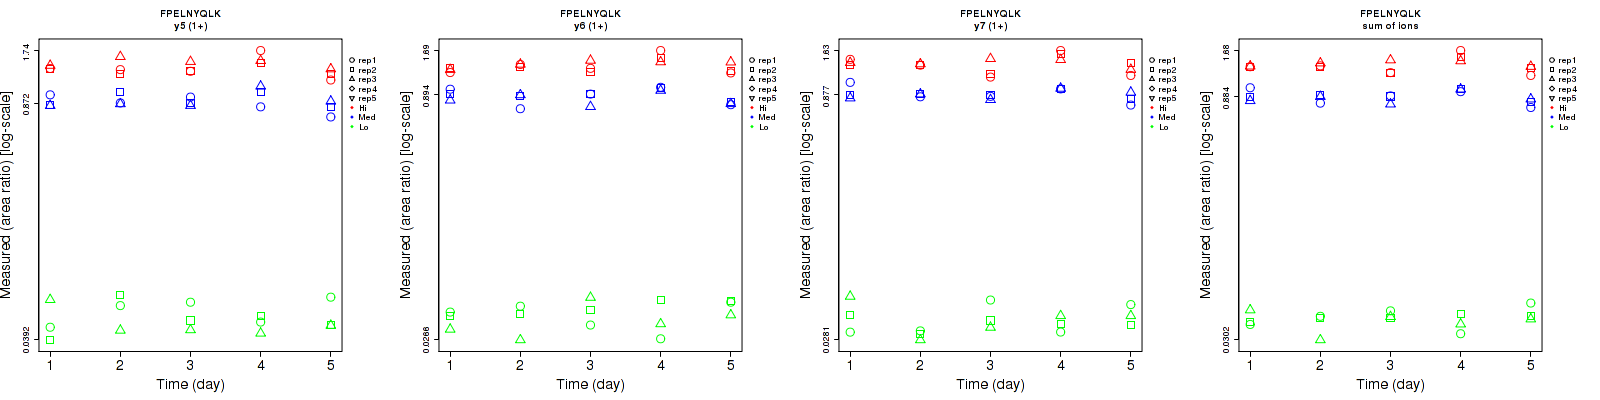 FPELNYQLK
y5 (1+)
Measured (area ratio) [log-scale]
1.74
0.872
0.0392
1 2 3 4 5
Time (day)
rep1
rep2
rep3
rep4
rep5
Hi
Med
Lo
FPELNYQLK
y6 (1+)
Measured (area ratio) [log-scale]
1.69
0.894
0.0266
1 2 3 4 5
Time (day)
rep1
rep2
rep3
rep4
rep5
Hi
Med
Lo
FPELNYQLK
y7 (1+)
Measured (area ratio) [log-scale]
1.63
0.877
0.0281
1 2 3 4 5
Time (day)
rep1
rep2
rep3
rep4
rep5
Hi
Med
Lo
FPELNYQLK
sum of ions
Measured (area ratio) [log-scale]
1.68
0.884
0.0302
1 2 3 4 5
Time (day)
rep1
rep2
rep3
rep4
rep5
Hi
Med
Lo